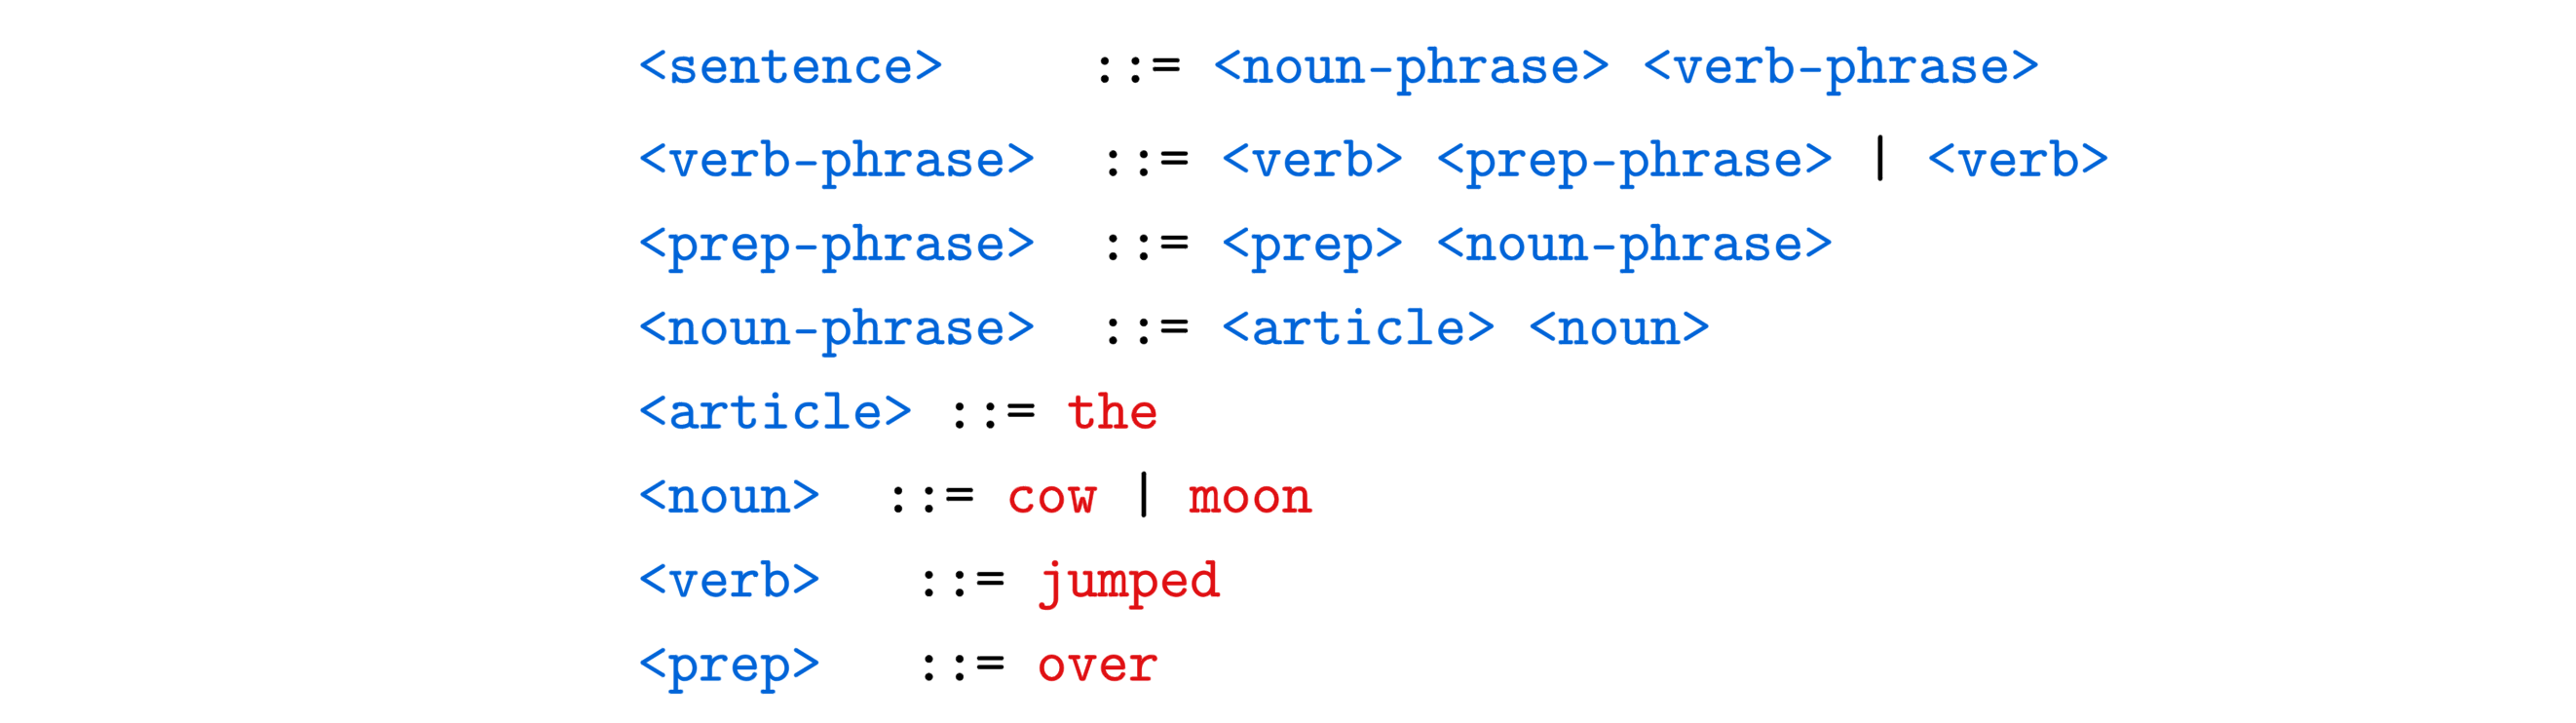 <sentence> ::= <noun-phrase> <verb-phrase>
<verb-phrase> ::= <verb> <prep-phrase> | <verb>
<prep-phrase> ::= <prep> <noun-phrase>
<noun-phrase> ::= <article> <noun>
<article> ::= the
<noun> ::= cow | moon
<verb> ::= jumped
<prep> ::= over